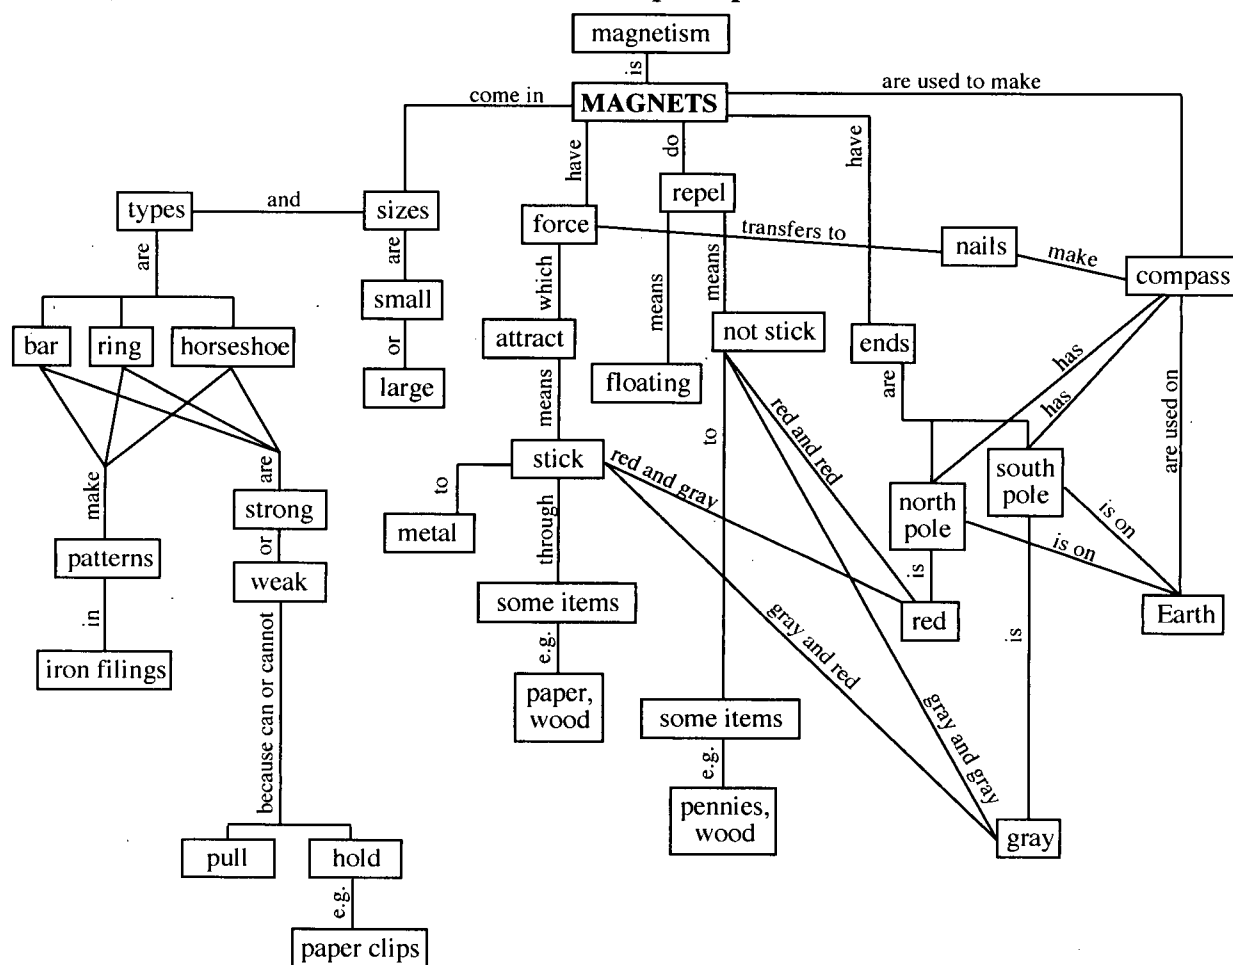 magnetism
is
MAGNETS
come in
are used to make
have
do
have
types
and
sizes
repel
force
transfers to
nails
make
compass
are
are
which
means
means
small
bar
ring
horseshoe
or
large
attract
not stick
ends
floating
are
has
has
are used on
means
to
red and red
stick
red and gray
south
pole
north
pole
is on
is on
to
metal
through
make
are
strong
or
weak
patterns
in
iron filings
some items
e.g.
paper,
wood
is
red
is
Earth
gray and red
gray and gray
some items
e.g.
pennies,
wood
gray
because can or cannot
pull
hold
e.g.
paper clips